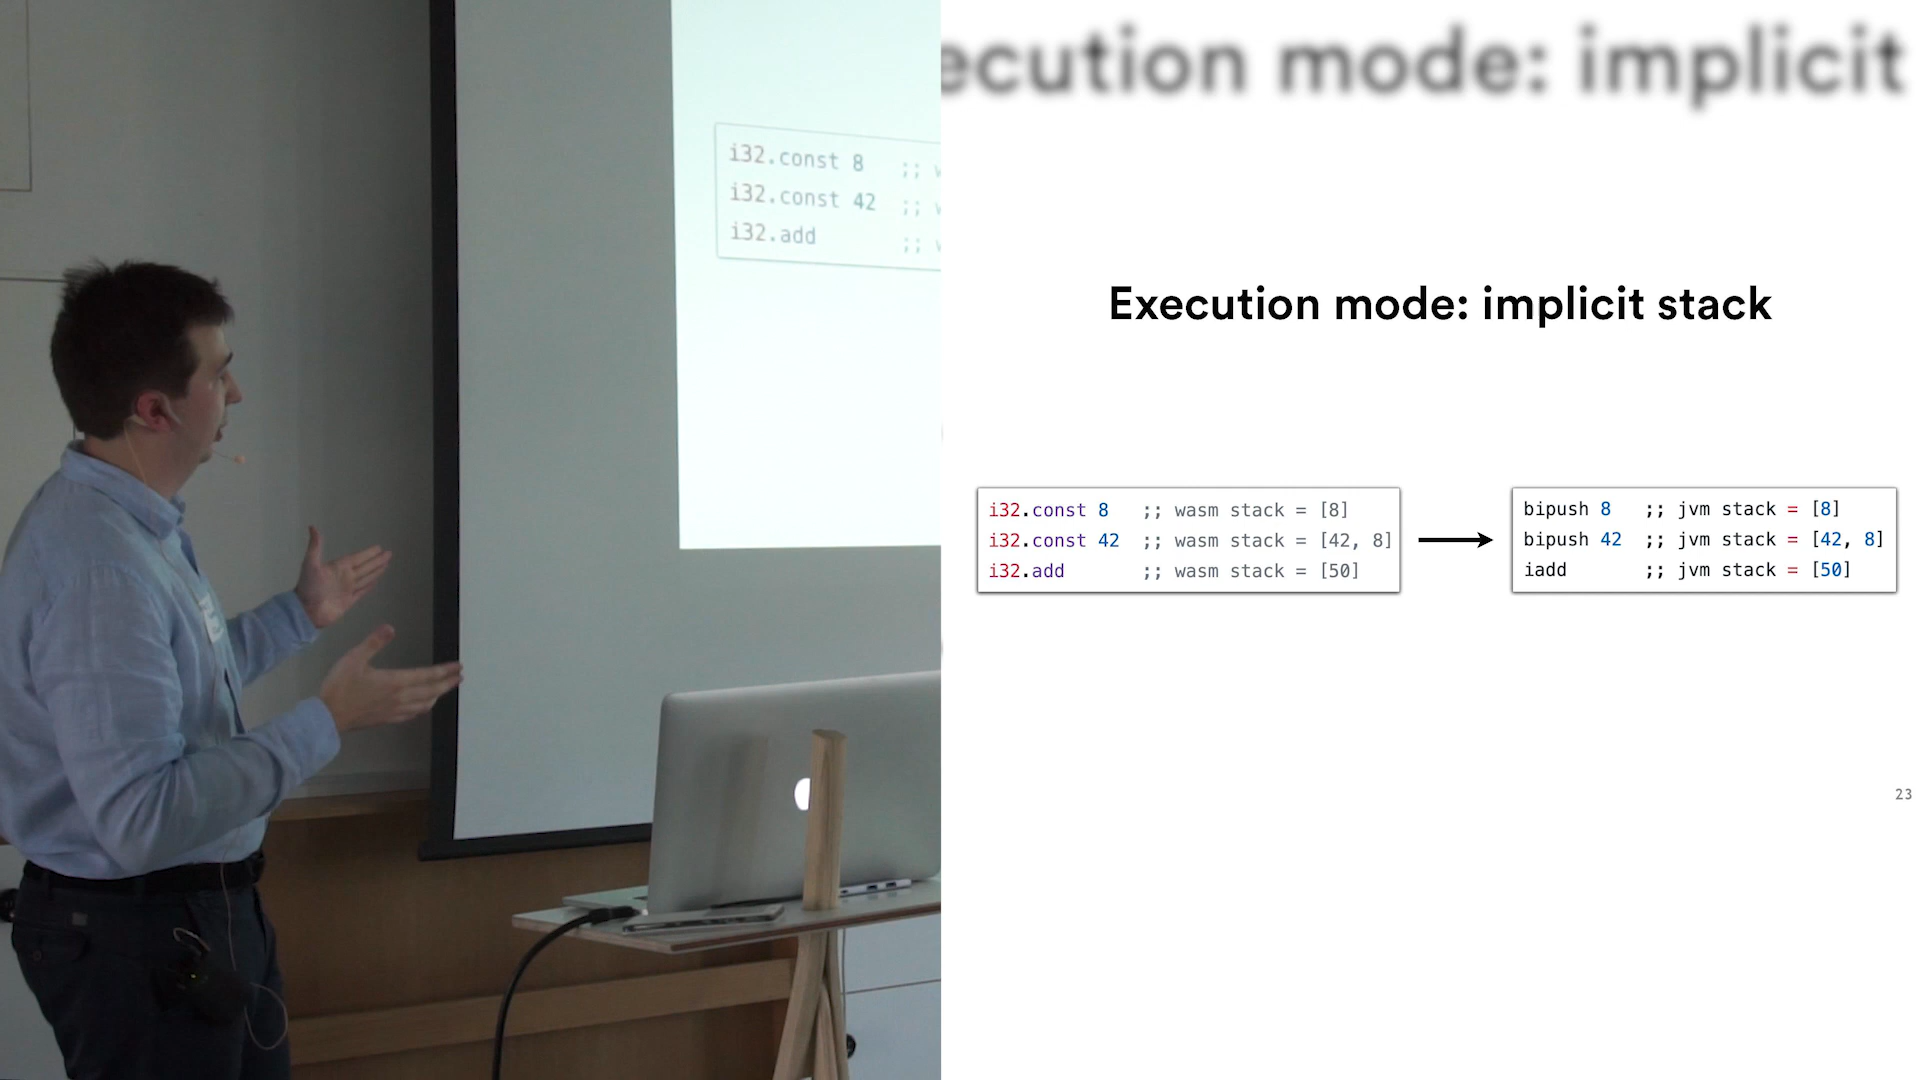 i32.const 8 ;;
i32.const 42 ;;
i32.add ;;
ecution mode: implicit
Execution mode: implicit stack
i32.const 8 ;; wasm stack = [8]
i32.const 42 ;; wasm stack = [42, 8]
i32.add ;; wasm stack = [50]
bipush 8 ;; jvm stack = [8]
bipush 42 ;; jvm stack = [42, 8]
iadd ;; jvm stack = [50]
23